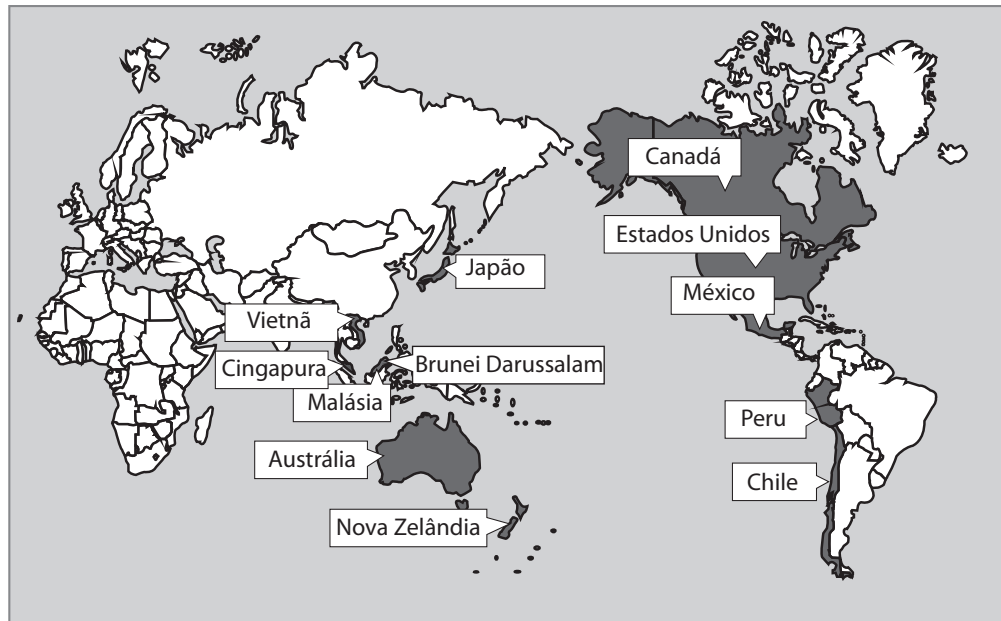 Canadá
Estados Unidos
Japão
México
Vietnã
Cingapura
Brunei Darussalam
Malásia
Peru
Austrália
Chile
Nova Zelândia